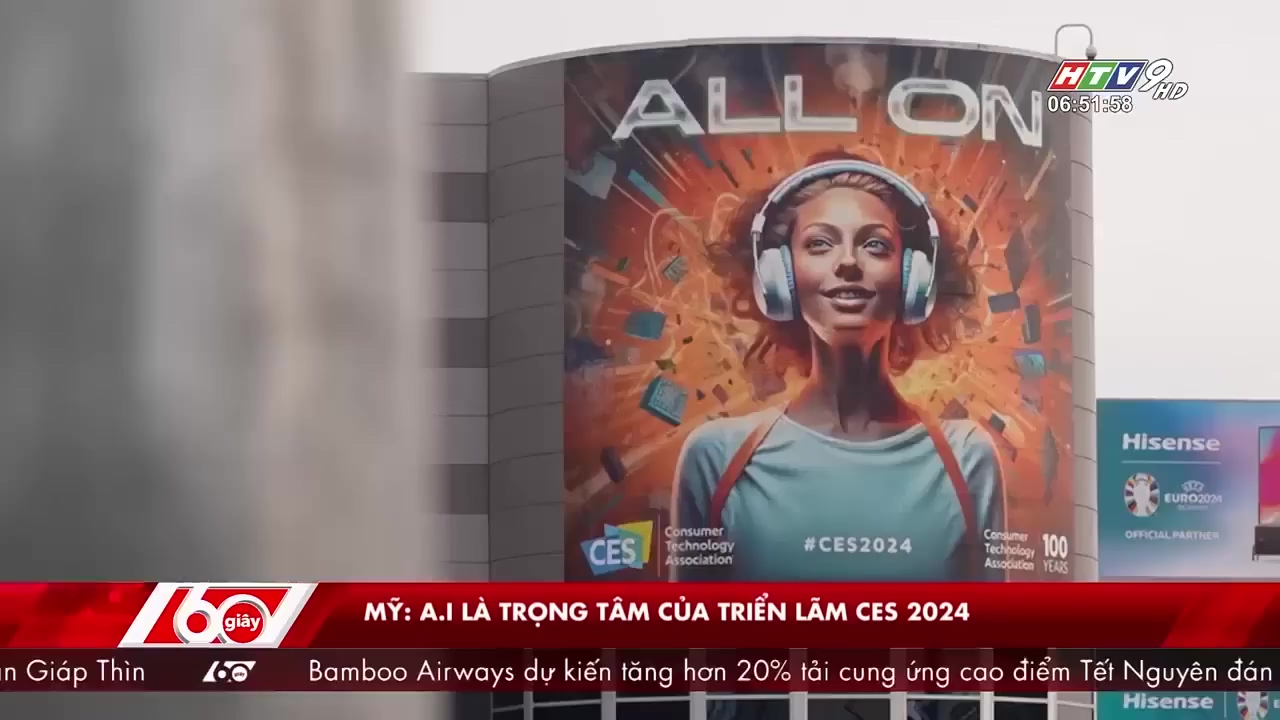 ALL ON
HTV9 HD
06:51:58
Hisense
EURO2024
OFFICIAL PARTNER
CES
Consumer
Technology
Association
#CES2024
Consumer
Technology
Association
100
YEARS
60 giây
MỸ: A.I LÀ TRỌNG TÂM CỦA TRIỂN LÃM CES 2024
n Giáp Thìn
60 giây
Bamboo Airways dự kiến tăng hơn 20% tải cung ứng cao điểm Tết Nguyên đán
Hisense